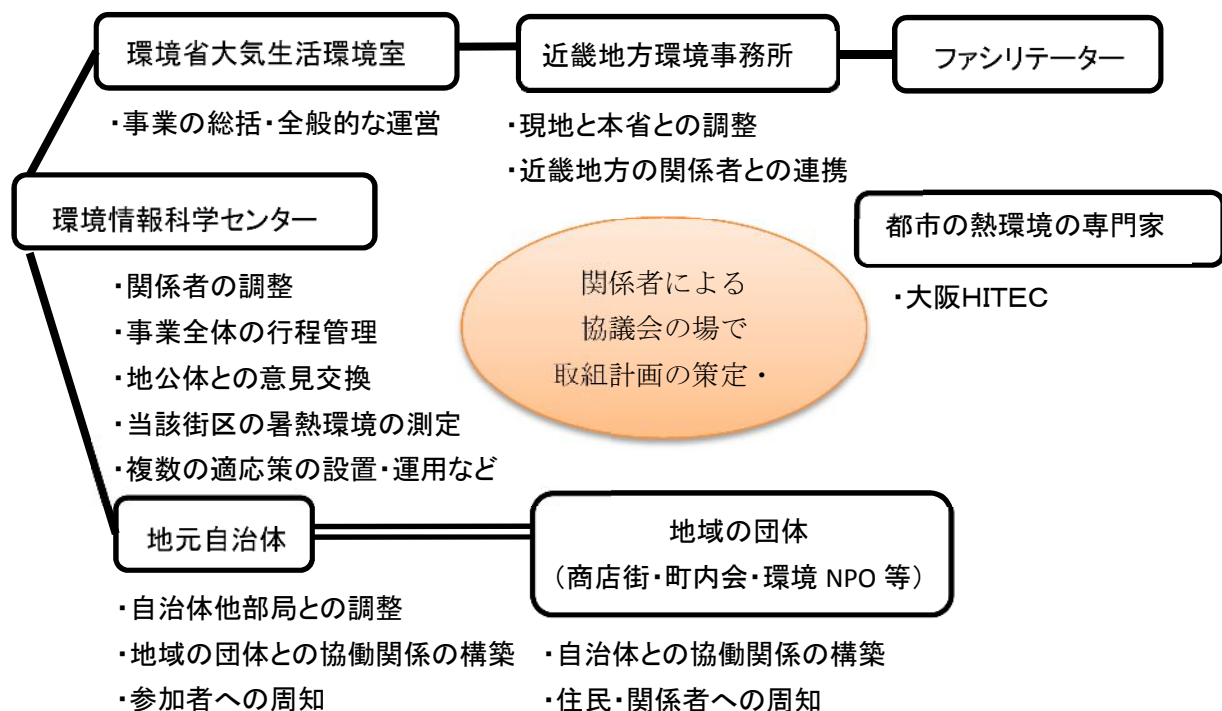 環境省大気生活環境室
近畿地方環境事務所
ファシリテーター
・事業の総括・全般的な運営
・現地と本省との調整
・近畿地方の関係者との連携
環境情報科学センター
都市の熱環境の専門家
・大阪HITEC
・関係者の調整
・事業全体の行程管理
・地公体との意見交換
・当該街区の暑熱環境の測定
・複数の適応策の設置・運用など
関係者による
協議会の場で
取組計画の策定・
地元自治体
地域の団体
（商店街・町内会・環境 NPO 等）
・自治体他部局との調整
・地域の団体との協働関係の構築
・参加者への周知
・自治体との協働関係の構築
・住民・関係者への周知